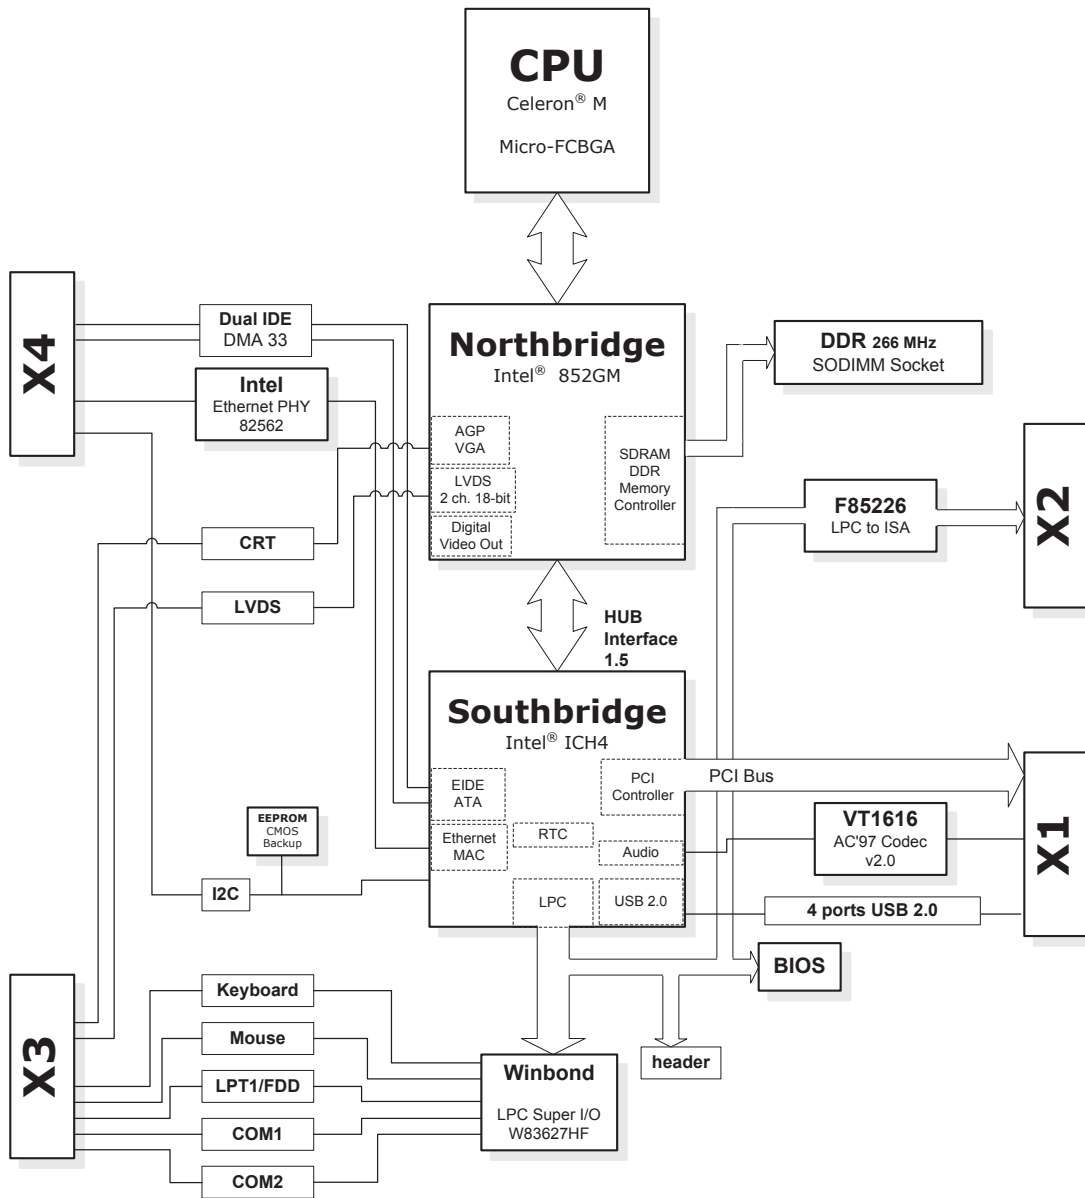 CPU
Celeron® M
Micro-FCBGA
X4
Dual IDE
DMA 33
Intel
Ethernet PHY
82562
Northbridge
Intel® 852GM
AGP
VGA
LVDS
2 ch. 18-bit
Digital
Video Out
SDRAM
DDR
Memory
Controller
DDR 266 MHz
SODIMM Socket
F85226
LPC to ISA
X2
CRT
LVDS
HUB
Interface
1.5
Southbridge
Intel® ICH4
EIDE
ATA
Ethernet
MAC
RTC
LPC
PCI
Controller
Audio
USB 2.0
PCI Bus
VT1616
AC'97 Codec
v2.0
4 ports USB 2.0
X1
EEPROM
CMOS
Backup
I2C
BIOS
header
X3
Keyboard
Mouse
LPT1/FDD
COM1
COM2
Winbond
LPC Super I/O
W83627HF